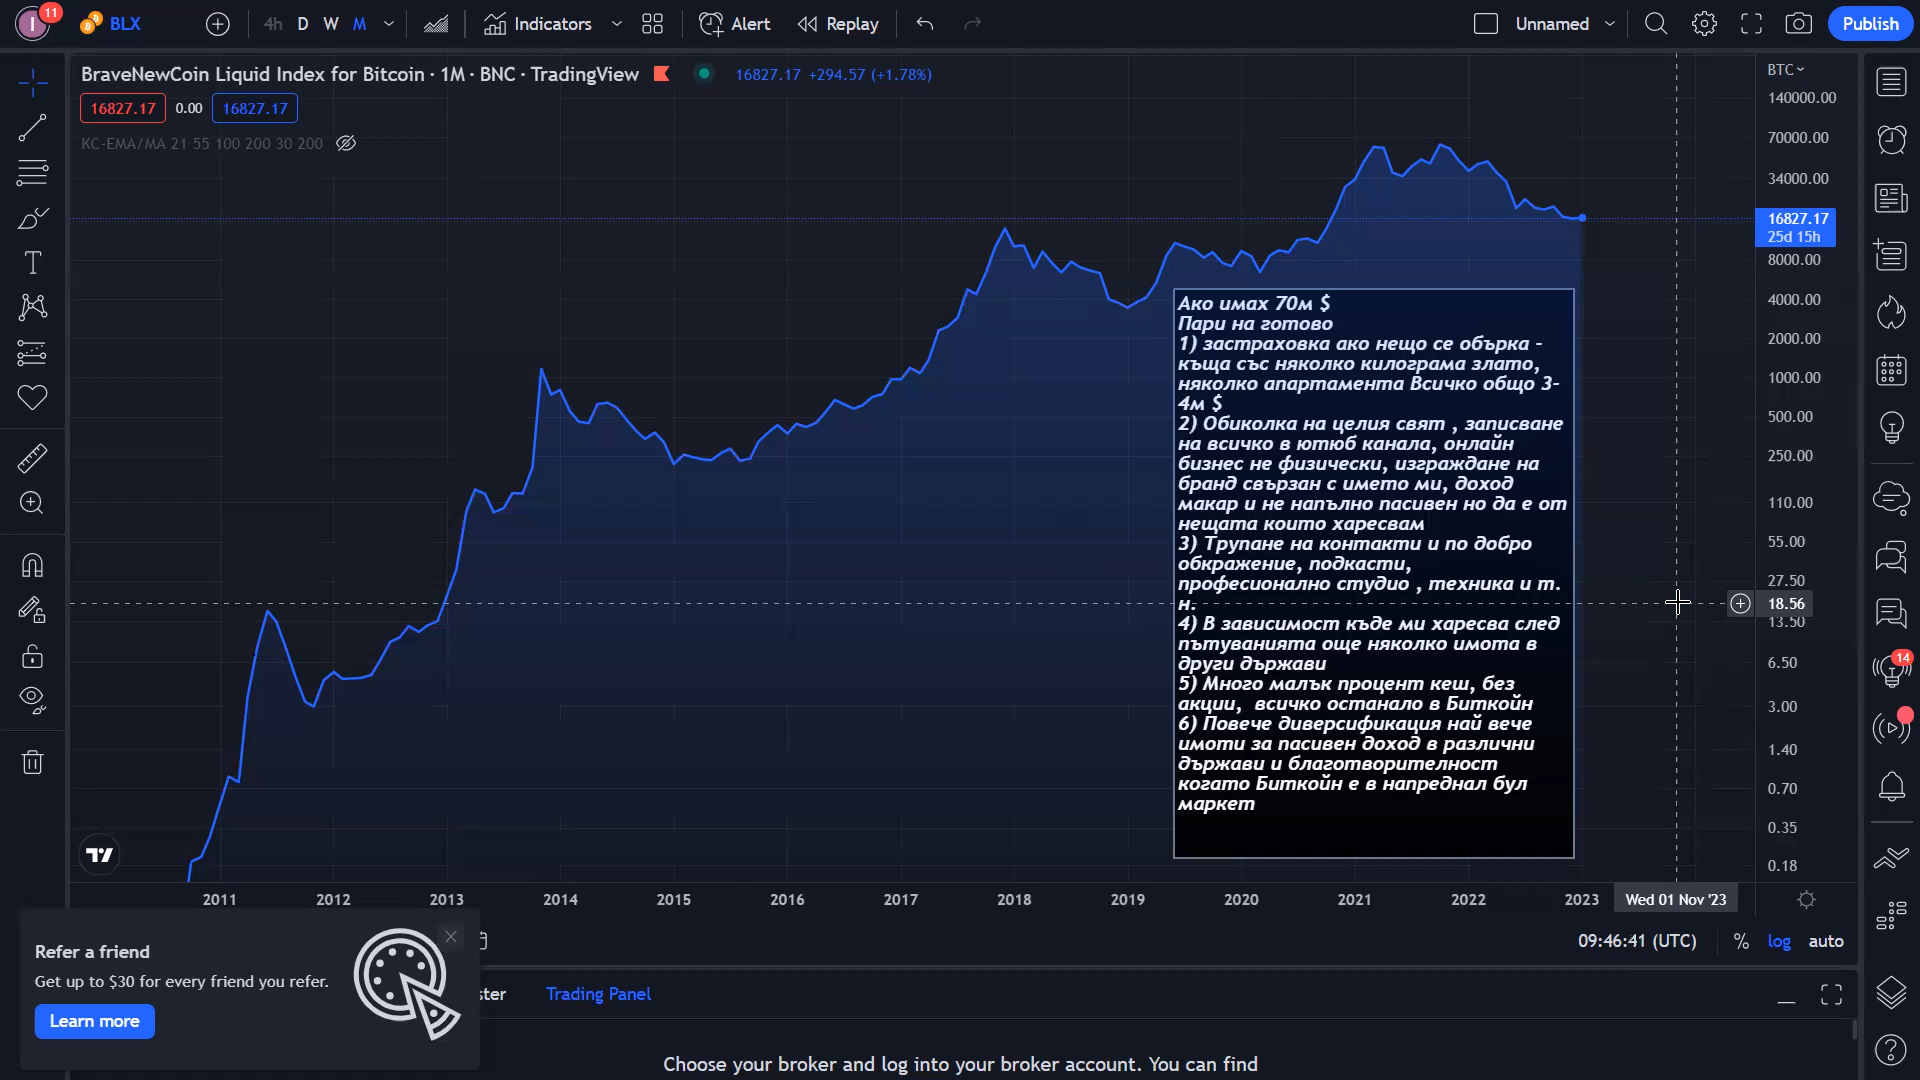 I
11
BLX
4h
D
W
M
Indicators
Alert
Replay
Unnamed
Publish
BraveNewCoin Liquid Index for Bitcoin · 1M · BNC · TradingView
16827.17 +294.57 (+1.78%)
16827.17
0.00
16827.17
KC-EMA/MA 21 55 100 200 30 200
BTC
140000.00
70000.00
34000.00
16827.17
25d 15h
8000.00
4000.00
2000.00
1000.00
500.00
250.00
110.00
55.00
27.50
18.56
13.50
6.50
3.00
1.40
0.70
0.35
0.18
Ако имах 70м $
Пари на готово
1) застраховка ако нещо се обърка -
къща със няколко килограма злато,
няколко апартамента Всичко общо 3-
4м $
2) Обиколка на целия свят , записване
на всичко в ютюб канала, онлайн
бизнес не физически, изграждане на
бранд свързан с името ми, доход
макар и не напълно пасивен но да е от
нещата които харесвам
3) Трупане на контакти и по добро
обкражение, подкасти,
професионално студио , техника и т.
н.
4) В зависимост къде ми харесва след
пътуванията още няколко имота в
други държави
5) Много малък процент кеш, без
акции,  всичко останало в Биткойн
6) Повече диверсификация най вече
имоти за пасивен доход в различни
държави и благотворителност
когато Биткойн е в напреднал бул
маркет
14
2011
2012
2013
2014
2015
2016
2017
2018
2019
2020
2021
2022
2023
Wed 01 Nov '23
09:46:41 (UTC)
%
log
auto
Refer a friend
Get up to $30 for every friend you refer.
Learn more
ster
Trading Panel
Choose your broker and log into your broker account. You can find